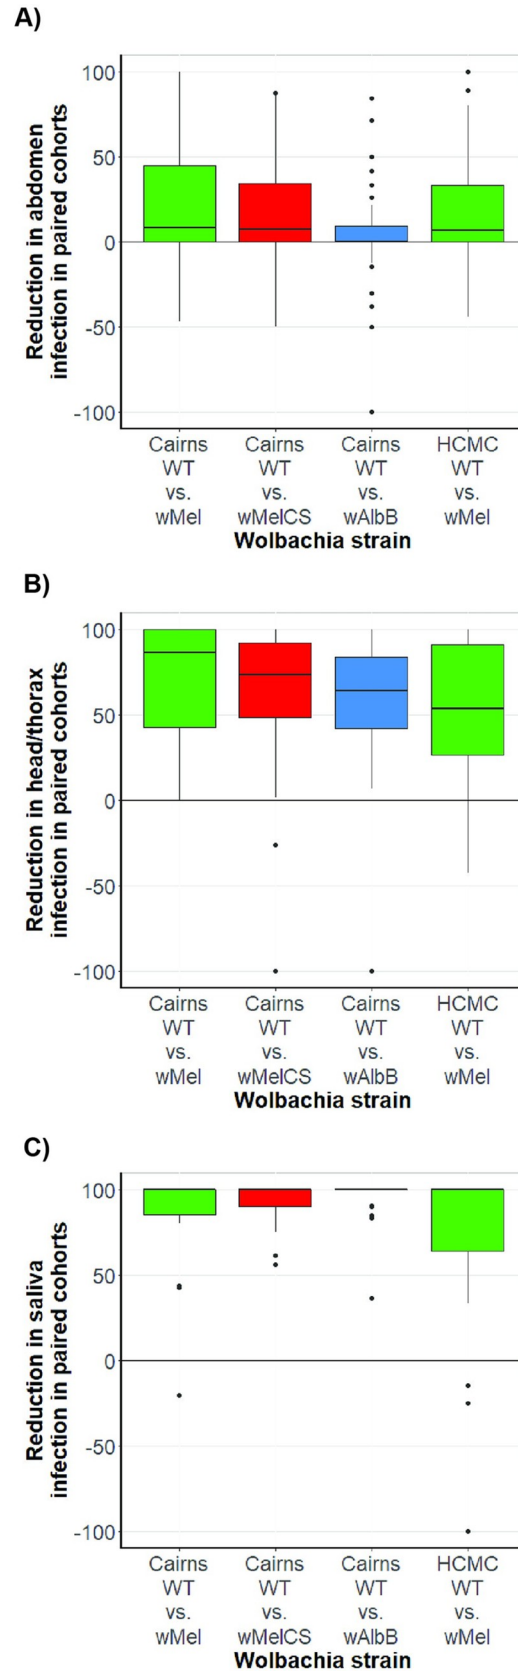 A)
Reduction in abdomen
infection in paired cohorts
100
50
0
-50
-100
Cairns Cairns Cairns HCMC
WT WT WT WT
vs. vs. vs. vs.
wMel wMelCS wAlbB wMel
Wolbachia strain
B)
Reduction in head/thorax
infection in paired cohorts
100
50
0
-50
-100
Cairns Cairns Cairns HCMC
WT WT WT WT
vs. vs. vs. vs.
wMel wMelCS wAlbB wMel
Wolbachia strain
C)
Reduction in saliva
infection in paired cohorts
100
50
0
-50
-100
Cairns Cairns Cairns HCMC
WT WT WT WT
vs. vs. vs. vs.
wMel wMelCS wAlbB wMel
Wolbachia strain